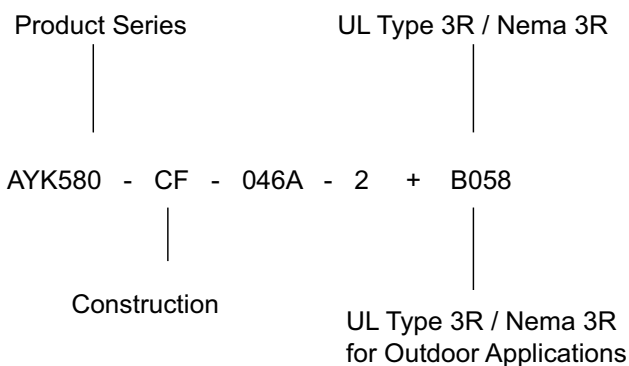 Product Series
UL Type 3R / Nema 3R
AYK580 - CF - 046A - 2 + B058
Construction
UL Type 3R / Nema 3R
for Outdoor Applications